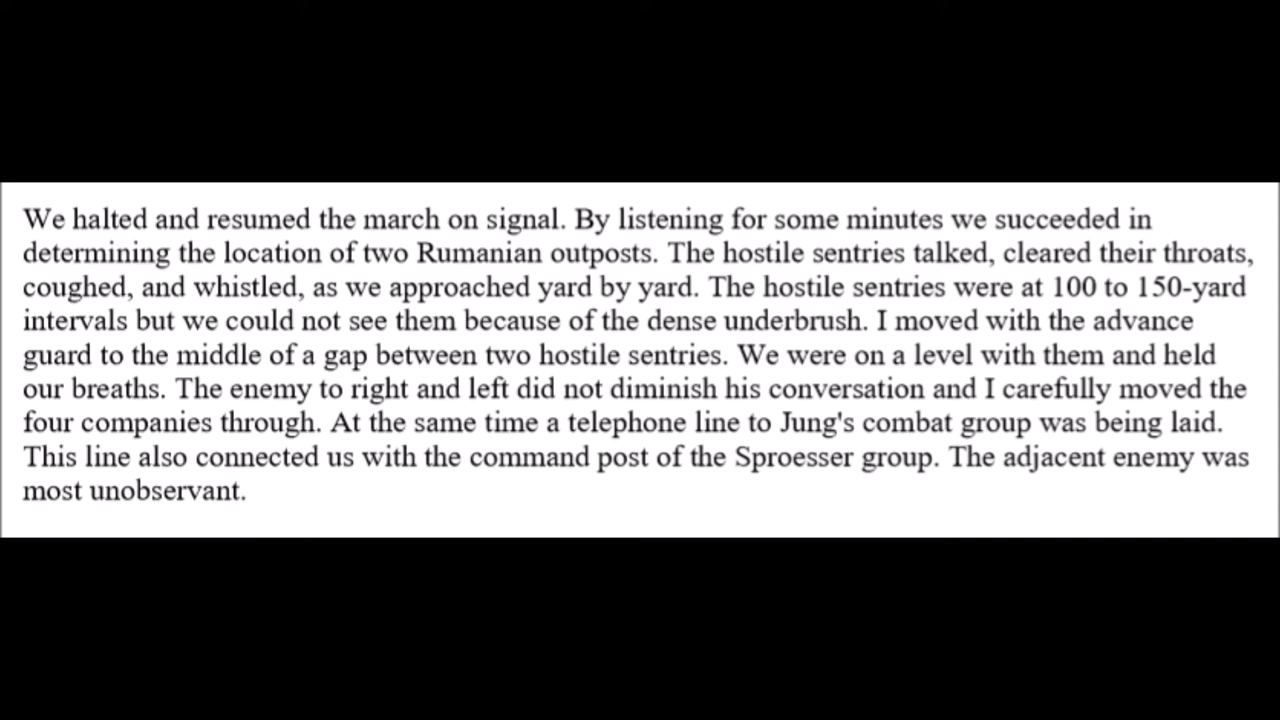 We halted and resumed the march on signal. By listening for some minutes we succeeded in
determining the location of two Rumanian outposts. The hostile sentries talked, cleared their throats,
coughed, and whistled, as we approached yard by yard. The hostile sentries were at 100 to 150-yard
intervals but we could not see them because of the dense underbrush. I moved with the advance
guard to the middle of a gap between two hostile sentries. We were on a level with them and held
our breaths. The enemy to right and left did not diminish his conversation and I carefully moved the
four companies through. At the same time a telephone line to Jung's combat group was being laid.
This line also connected us with the command post of the Sproesser group. The adjacent enemy was
most unobservant.